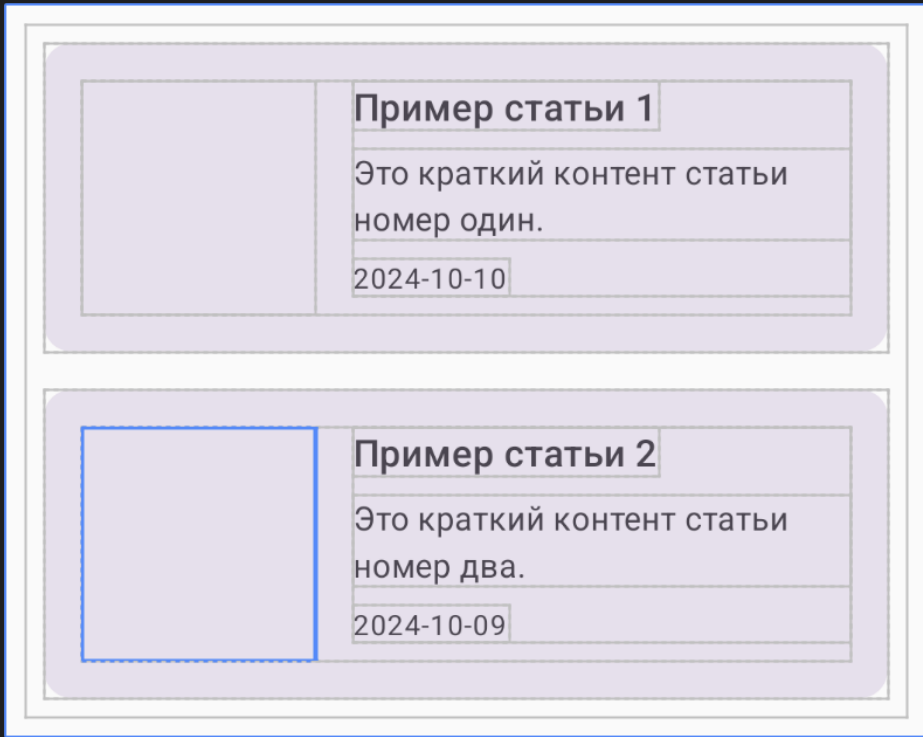 Пример статьи 1
Это краткий контент статьи
номер один.
2024-10-10
Пример статьи 2
Это краткий контент статьи
номер два.
2024-10-09